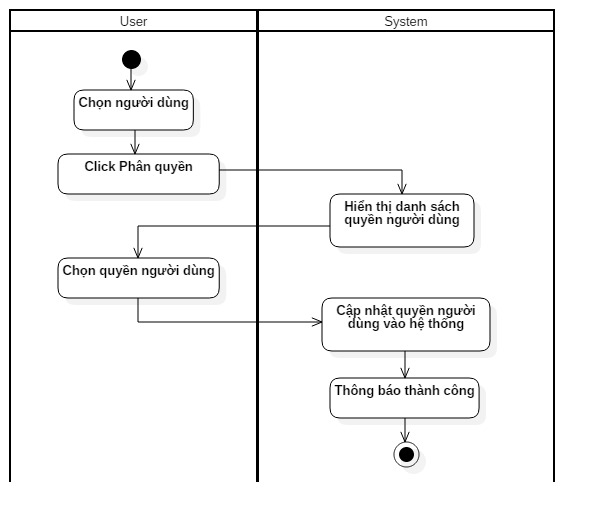 User
System
Chọn người dùng
Click Phân quyền
Hiển thị danh sách
quyền người dùng
Chọn quyền người dùng
Cập nhật quyền người
dùng vào hệ thống
Thông báo thành công